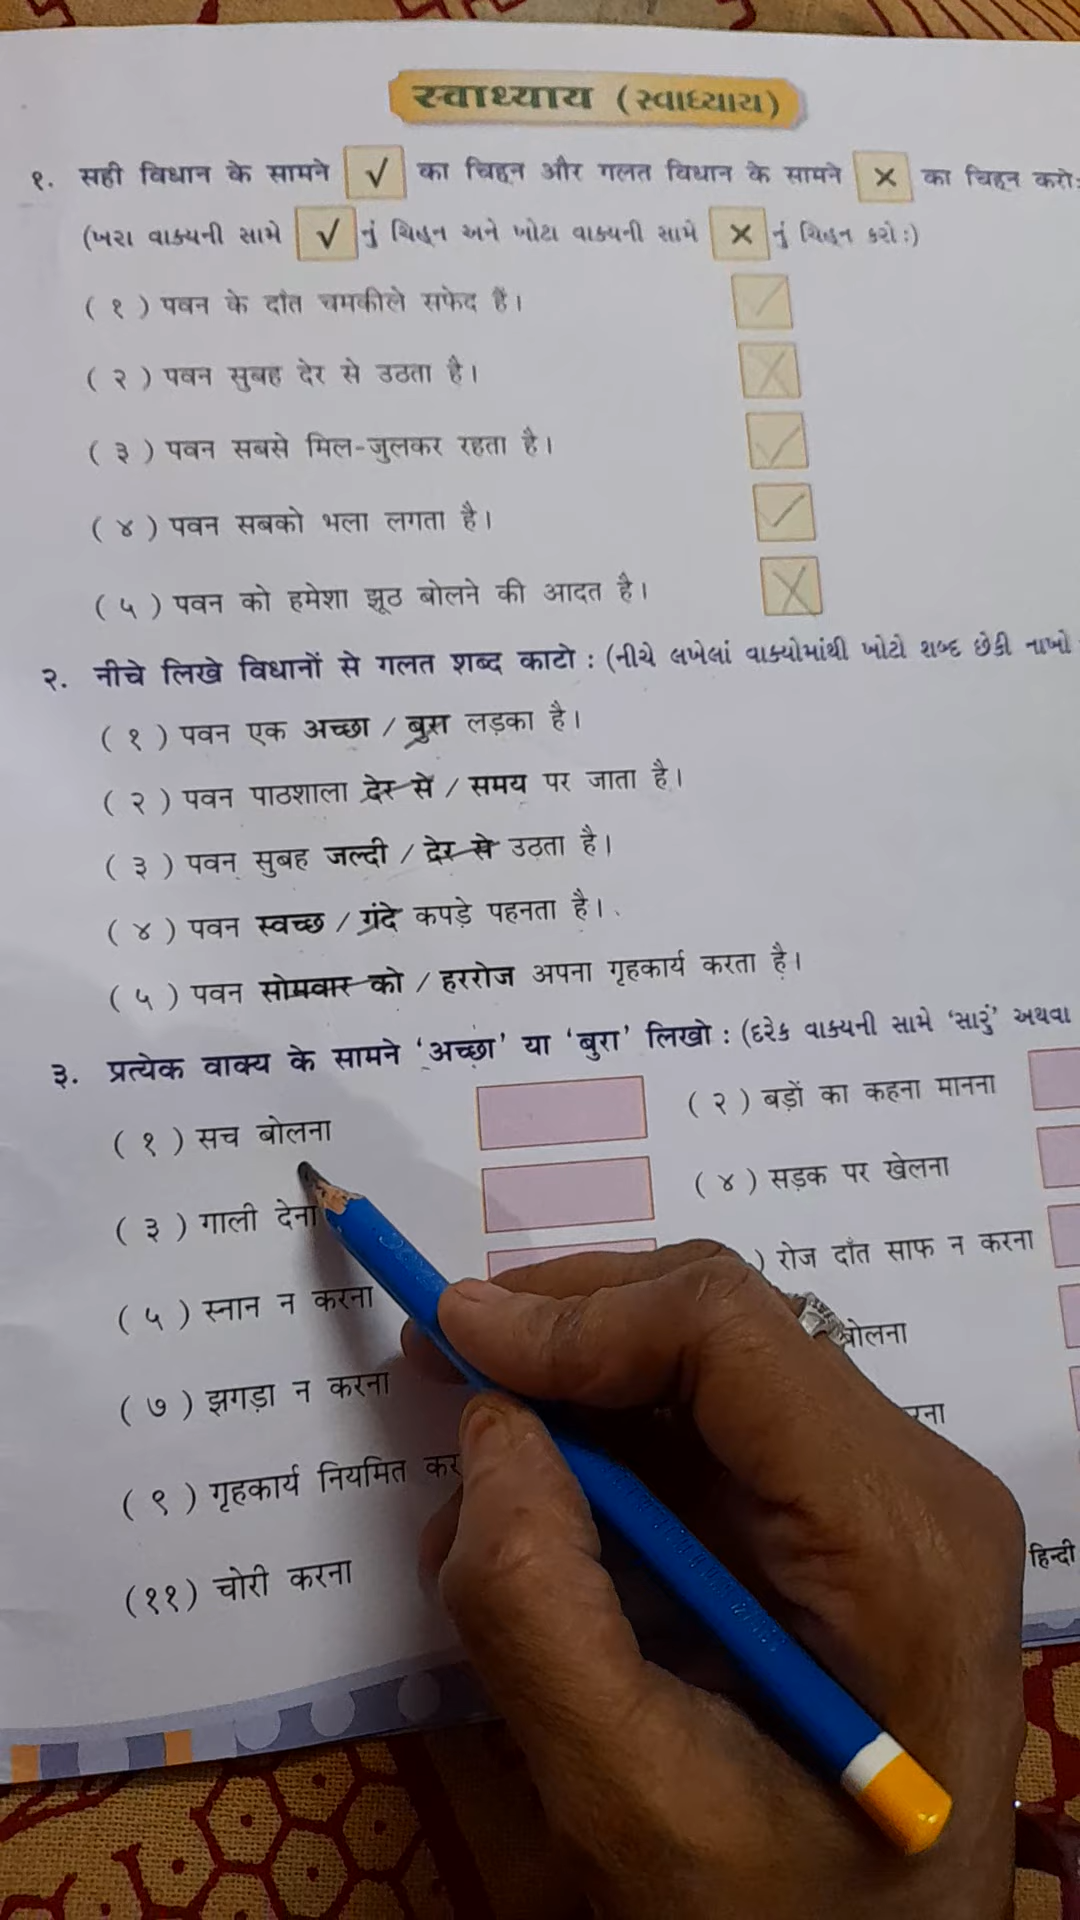 स्वाध्याय (સ્વાધ્યાય)
१. सही विधान के सामने ✓ का चिह्न और गलत विधान के सामने × का चिह्न करो:
(ખરા વાક્યની સામે ✓ નું ચિહ્ન અને ખોટા વાક્યની સામે × નું ચિહ્ન કરો:)
(१) पवन के दाँत चमकीले सफेद हैं। ✓
(२) पवन सुबह देर से उठता है। ×
(३) पवन सबसे मिल-जुलकर रहता है। ✓
(४) पवन सबको भला लगता है। ✓
(५) पवन को हमेशा झूठ बोलने की आदत है। ×
२. नीचे लिखे विधानों से गलत शब्द काटो : (નીચે લખેલાં વાક્યોમાંથી ખોટો શબ્દ છેકી નાખો
(१) पवन एक अच्छा / बुरा लड़का है।
(२) पवन पाठशाला देर से / समय पर जाता है।
(३) पवन सुबह जल्दी / देर से उठता है।
(४) पवन स्वच्छ / गंदे कपड़े पहनता है।
(५) पवन सोमवार को / हररोज अपना गृहकार्य करता है।
३. प्रत्येक वाक्य के सामने 'अच्छा' या 'बुरा' लिखो : (દરેક વાક્યની સામે 'સારું' અથવા
(१) सच बोलना (२) बड़ों का कहना मानना
(३) गाली देना (४) सड़क पर खेलना
(५) स्नान न करना ) रोज दाँत साफ न करना
(७) झगड़ा न करना बोलना
(९) गृहकार्य नियमित कर रना
(११) चोरी करना हिन्दी